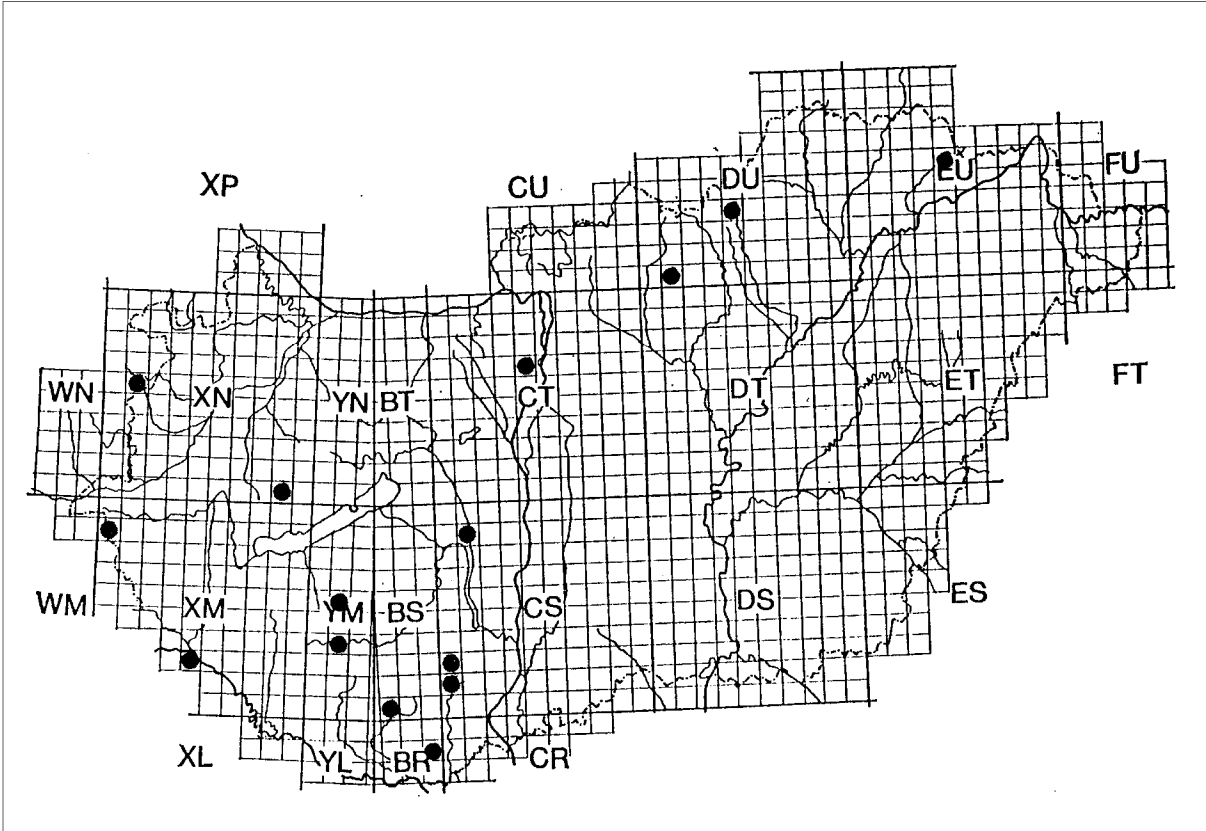 XP CU DU EU FU
WN XN YN BT CT DT ET FT
WM XM YM BS CS DS ES
XL YL BR CR